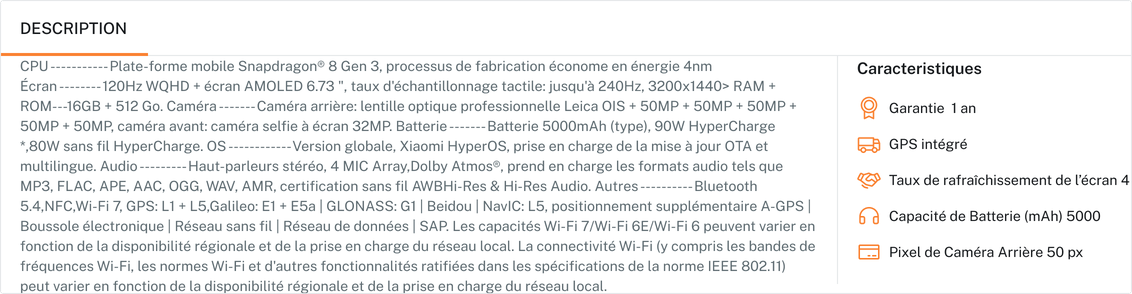 DESCRIPTION
CPU-----------Plate-forme mobile Snapdragon® 8 Gen 3, processus de fabrication économe en énergie 4nm
Écran--------120Hz WQHD + écran AMOLED 6.73 ", taux d'échantillonnage tactile: jusqu'à 240Hz, 3200x1440> RAM +
ROM---16GB + 512 Go. Caméra-------Caméra arrière: lentille optique professionnelle Leica OIS + 50MP + 50MP + 50MP +
50MP + 50MP, caméra avant: caméra selfie à écran 32MP. Batterie-------Batterie 5000mAh (type), 90W HyperCharge
*,80W sans fil HyperCharge. OS------------Version globale, Xiaomi HyperOS, prise en charge de la mise à jour OTA et
multilingue. Audio---------Haut-parleurs stéréo, 4 MIC Array,Dolby Atmos®, prend en charge les formats audio tels que
MP3, FLAC, APE, AAC, OGG, WAV, AMR, certification sans fil AWBHi-Res & Hi-Res Audio. Autres----------Bluetooth
5.4,NFC,Wi-Fi 7, GPS: L1 + L5,Galileo: E1 + E5a | GLONASS: G1 | Beidou | NavIC: L5, positionnement supplémentaire A-GPS |
Boussole électronique | Réseau sans fil | Réseau de données | SAP. Les capacités Wi-Fi 7/Wi-Fi 6E/Wi-Fi 6 peuvent varier en
fonction de la disponibilité régionale et de la prise en charge du réseau local. La connectivité Wi-Fi (y compris les bandes de
fréquences Wi-Fi, les normes Wi-Fi et d'autres fonctionnalités ratifiées dans les spécifications de la norme IEEE 802.11)
peut varier en fonction de la disponibilité régionale et de la prise en charge du réseau local.
Caracteristiques
Garantie 1 an
GPS intégré
Taux de rafraîchissement de l'écran 4
Capacité de Batterie (mAh) 5000
Pixel de Caméra Arrière 50 px